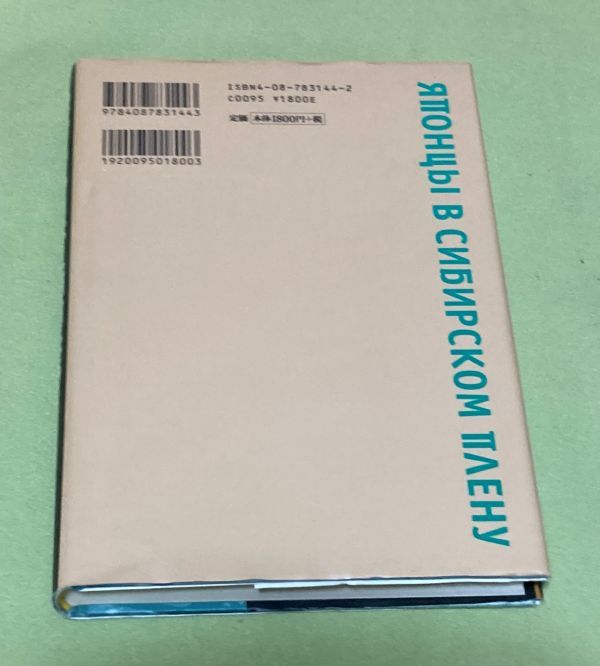 ISBN4-08-783144-2
C0095 ¥1800E
定価 本体1800円+税
9784087831443
1920095018003
ЯПОНЦЫ В СИБИРСКОМ ПЛЕНУ